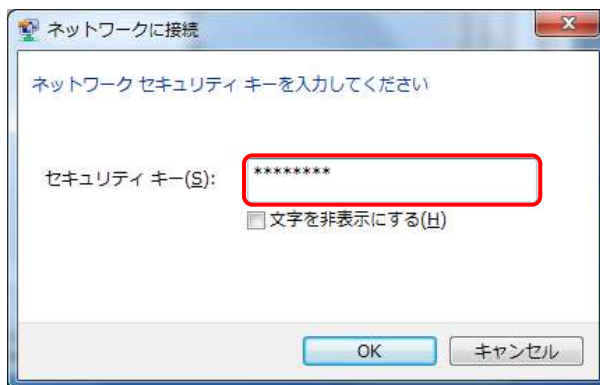 ネットワークに接続
ネットワーク セキュリティ キーを入力してください
セキュリティ キー(S): ********
文字を非表示にする(H)
OK キャンセル